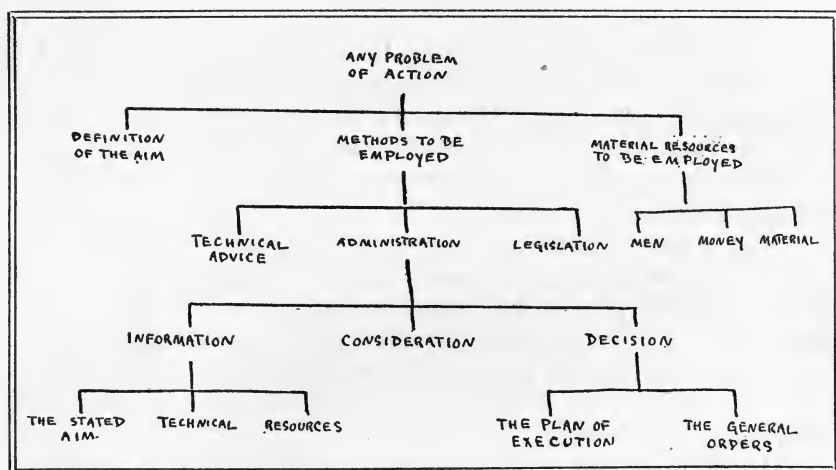 ANY PROBLEM
OF ACTION
DEFINITION
OF THE AIM
METHODS TO BE
EMPLOYED
MATERIAL RESOURCES
TO BE EMPLOYED
TECHNICAL
ADVICE
ADMINISTRATION
LEGISLATION
MEN
MONEY
MATERIAL
INFORMATION
CONSIDERATION
DECISION
THE STATED
AIM.
TECHNICAL
RESOURCES
THE PLAN OF
EXECUTION
THE GENERAL
ORDERS